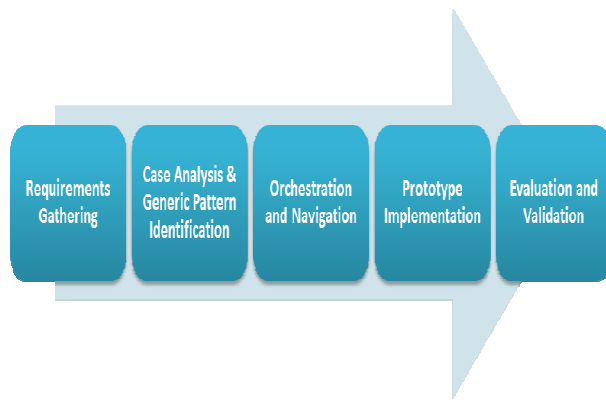 Requirements
Gathering
Case Analysis &
Generic Pattern
Identification
Orchestration
and Navigation
Prototype
Implementation
Evaluation and
Validation